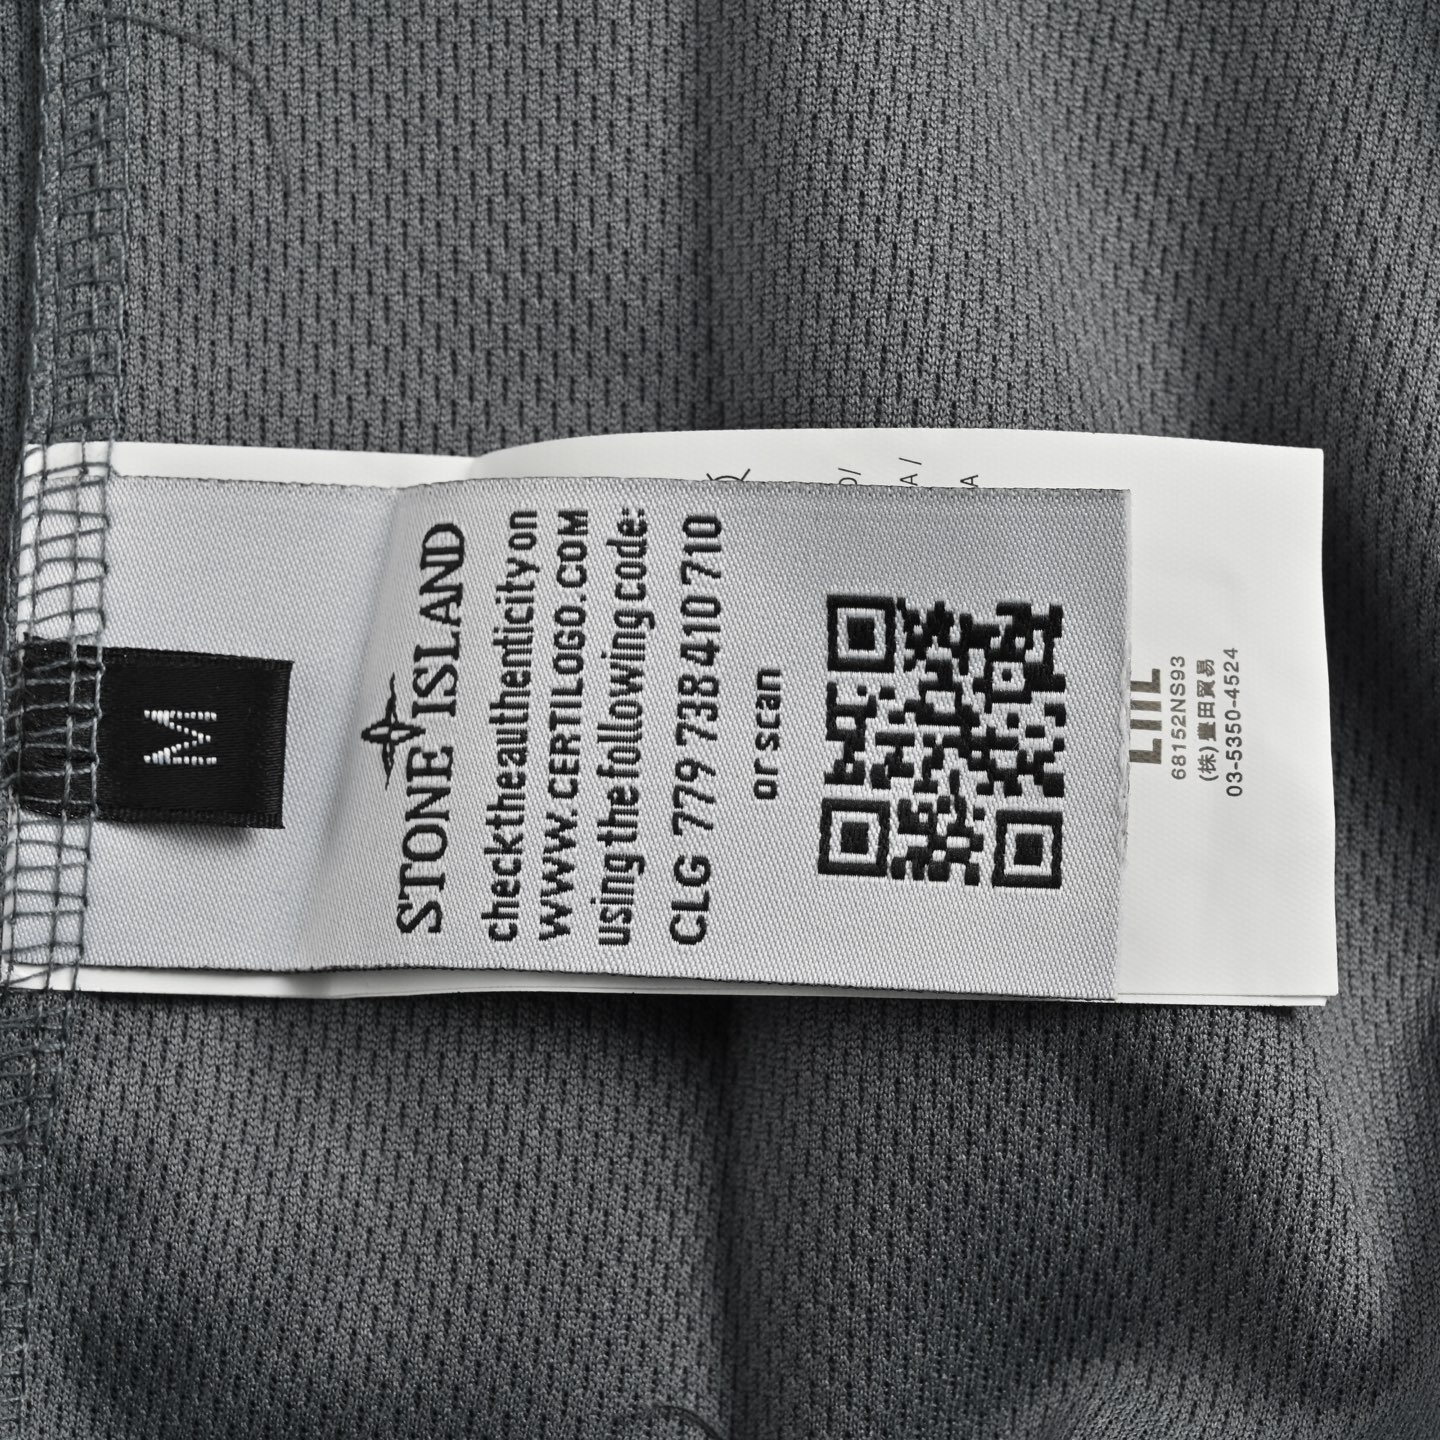 M
STONE ISLAND
check the authenticity on
WWW.CERTILOGO.COM
using the following code:
CLG 779 738 410 710
or scan
68152NS93
(株)豊田貿易
03-5350-4524